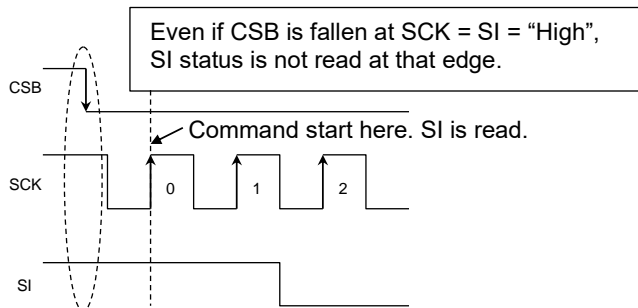 Even if CSB is fallen at SCK = SI = “High”,
SI status is not read at that edge.
CSB
Command start here. SI is read.
SCK
0
1
2
SI